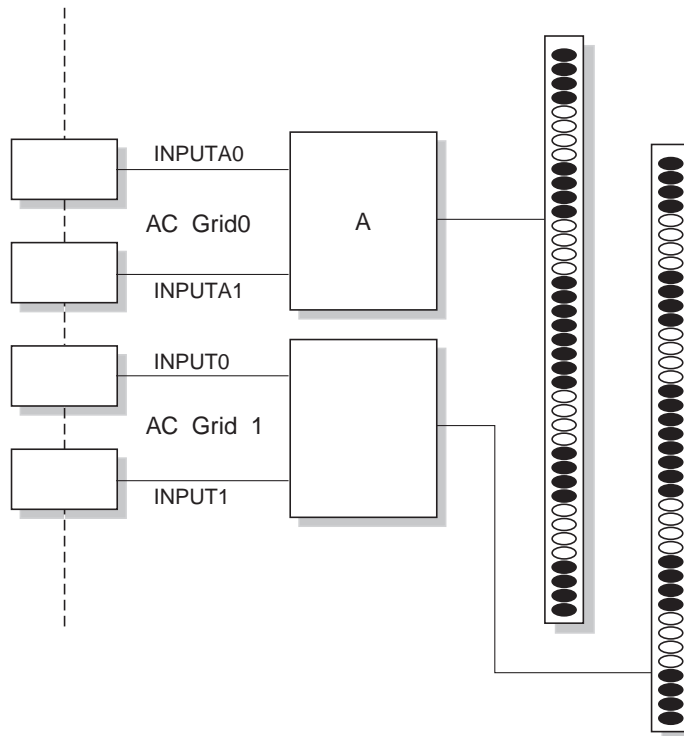 INPUTA0
AC Grid0
A
INPUTA1
INPUT0
AC Grid 1
INPUT1